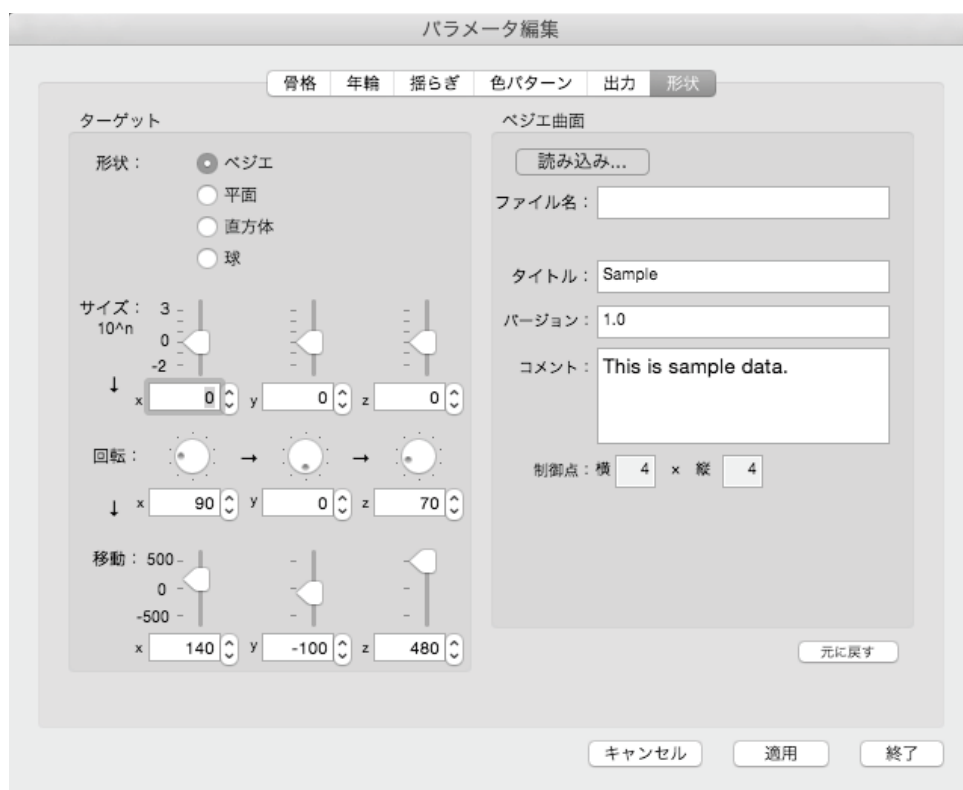 パラメータ編集
骨格 年輪 揺らぎ 色パターン 出力 形状
ターゲット
形状： ベジエ
平面
直方体
球
サイズ： 3
10^n
0
-2
↓
x 0 y 0 z 0
回転： → →
↓ x 90 y 0 z 70
移動： 500
0
-500
x 140 y -100 z 480
ベジエ曲面
読み込み...
ファイル名：
タイトル： Sample
バージョン： 1.0
コメント： This is sample data.
制御点：横 4 × 縦 4
元に戻す
キャンセル 適用 終了